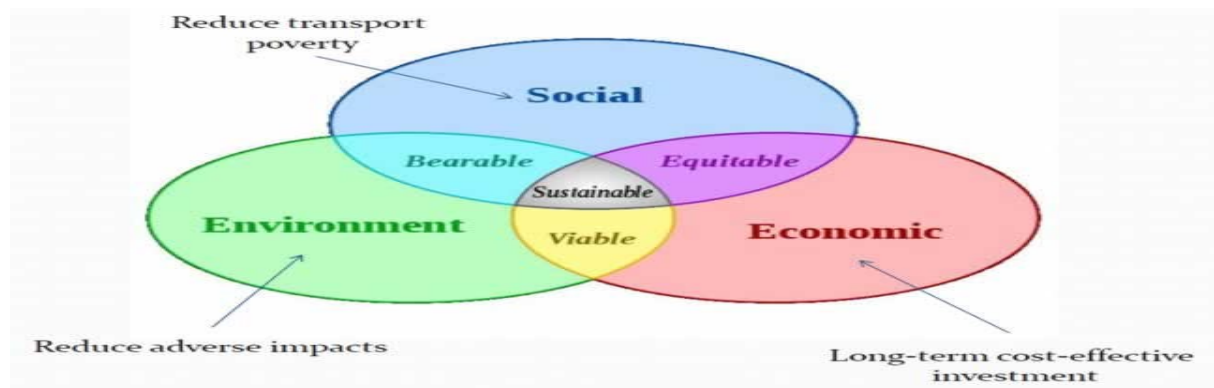 Reduce transport
poverty
Social
Bearable
Equitable
Sustainable
Environment
Viable
Economic
Reduce adverse impacts
Long-term cost-effective
investment